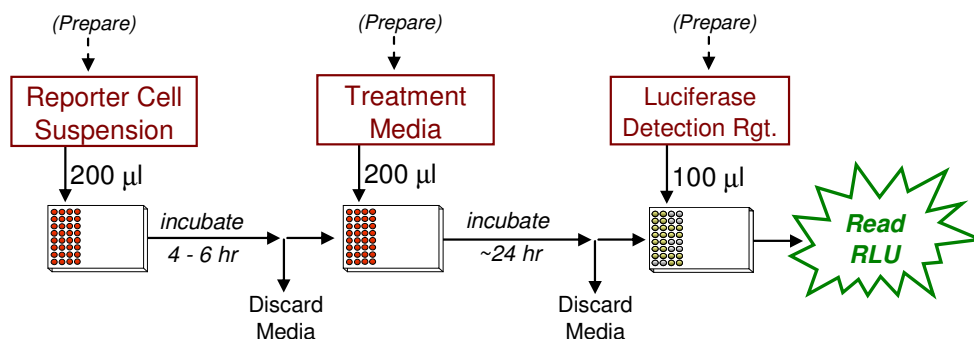 (Prepare)
Reporter Cell
Suspension
200 μl
incubate
4 - 6 hr
Discard
Media
(Prepare)
Treatment
Media
200 μl
incubate
~24 hr
Discard
Media
(Prepare)
Luciferase
Detection Rgt.
100 μl
Read
RLU